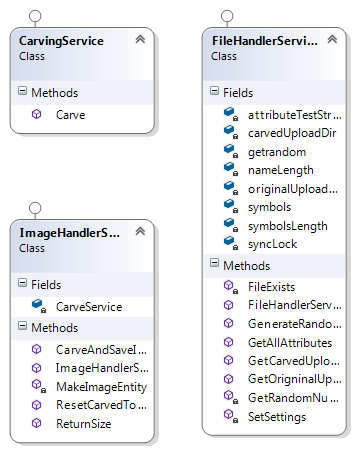 CarvingService
Class
Methods
Carve
ImageHandlerS...
Class
Fields
CarveService
Methods
CarveAndSaveI...
ImageHandlerS...
MakeImageEntity
ResetCarvedTo...
ReturnSize
FileHandlerServi...
Class
Fields
attributeTestStr...
carvedUploadDir
getrandom
nameLength
originalUpload...
symbols
symbolsLength
syncLock
Methods
FileExists
FileHandlerServ...
GenerateRando...
GetAllAttributes
GetCarvedUplo...
GetOrigninalUp...
GetRandomNu...
SetSettings